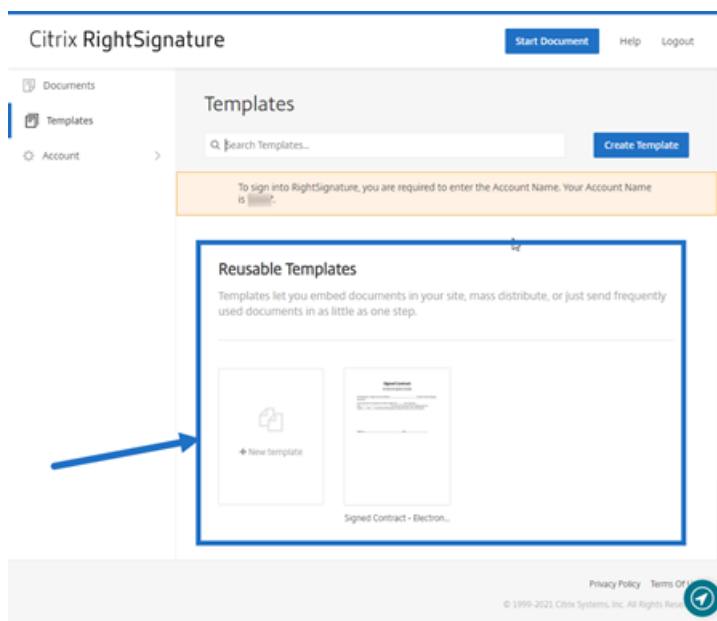 Citrix RightSignature
Start Document
Help
Logout
Documents
Templates
Account
Templates
Search Templates...
Create Template
To sign into RightSignature, you are required to enter the Account Name. Your Account Name
is
Reusable Templates
Templates let you embed documents in your site, mass distribute, or just send frequently
used documents in as little as one step.
+ New template
Signed Contract
Signed Contract - Electron...
Privacy Policy
Terms Of
© 1999-2021 Citrix Systems, Inc. All Rights